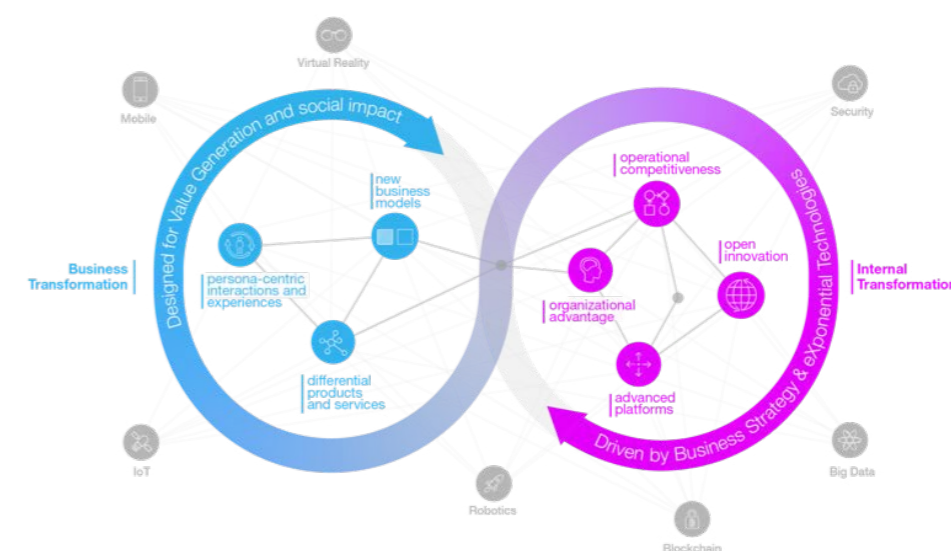 Virtual Reality
Mobile
Security
Designed for Value Generation and social impact
new
business
models
operational
competitiveness
open
innovation
Business
Transformation
persona-centric
interactions and
experiences
organizational
advantage
Internal
Transformation
differential
products
and services
advanced
platforms
Driven by Business Strategy & eXponential Technologies
IoT
Big Data
Robotics
Blockchain